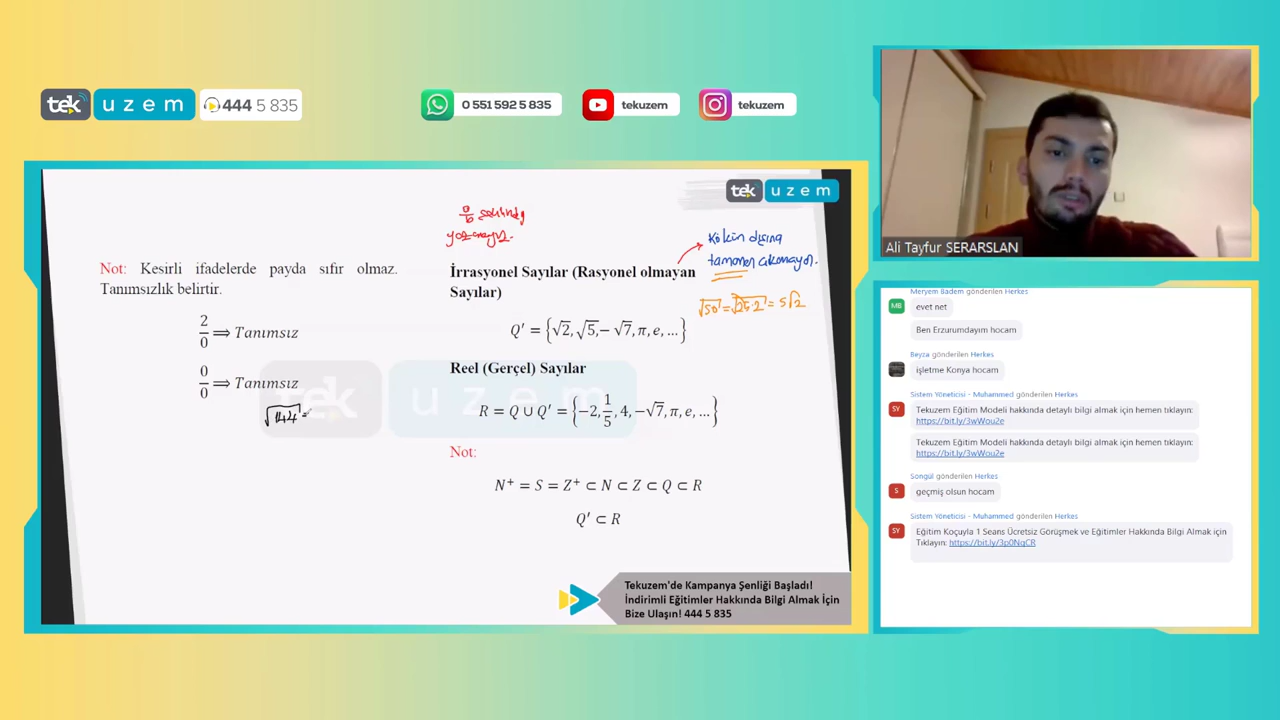 tek uzem 444 5 835
0 551 592 5 835
tekuzem
tekuzem
tek uzem
Not: Kesirli ifadelerde payda sıfır olmaz.
Tanımsızlık belirtir.
2/0 ⟹ Tanımsız
0/0 ⟹ Tanımsız
√144 =
a/b şeklinde
yazamayız.
Kökün dışına
tamamen çıkamayor.
İrrasyonel Sayılar (Rasyonel olmayan
Sayılar)
√50 = √25·2 = 5√2
Q′ = {√2, √5, − √7, π, e, … }
Reel (Gerçel) Sayılar
R = Q ∪ Q′ = {−2, 1/5, 4, −√7, π, e, … }
Not:
N⁺ = S = Z⁺ ⊂ N ⊂ Z ⊂ Q ⊂ R
Q′ ⊂ R
tek uzem
Tekuzem'de Kampanya Şenliği Başladı!
İndirimli Eğitimler Hakkında Bilgi Almak İçin
Bize Ulaşın! 444 5 835
Ali Tayfur SERARSLAN
Meryem Badem gönderilen Herkes
MB
evet net
Ben Erzurumdayım hocam
Beyza gönderilen Herkes
işletme Konya hocam
Sistem Yöneticisi - Muhammed gönderilen Herkes
SY
Tekuzem Eğitim Modeli hakkında detaylı bilgi almak için hemen tıklayın:
https://bit.ly/3wWou2e
Tekuzem Eğitim Modeli hakkında detaylı bilgi almak için hemen tıklayın:
https://bit.ly/3wWou2e
Songül gönderilen Herkes
S
geçmiş olsun hocam
Sistem Yöneticisi - Muhammed gönderilen Herkes
SY
Eğitim Koçuyla 1 Seans Ücretsiz Görüşmek ve Eğitimler Hakkında Bilgi Almak için
Tıklayın: https://bit.ly/3p0NqCR